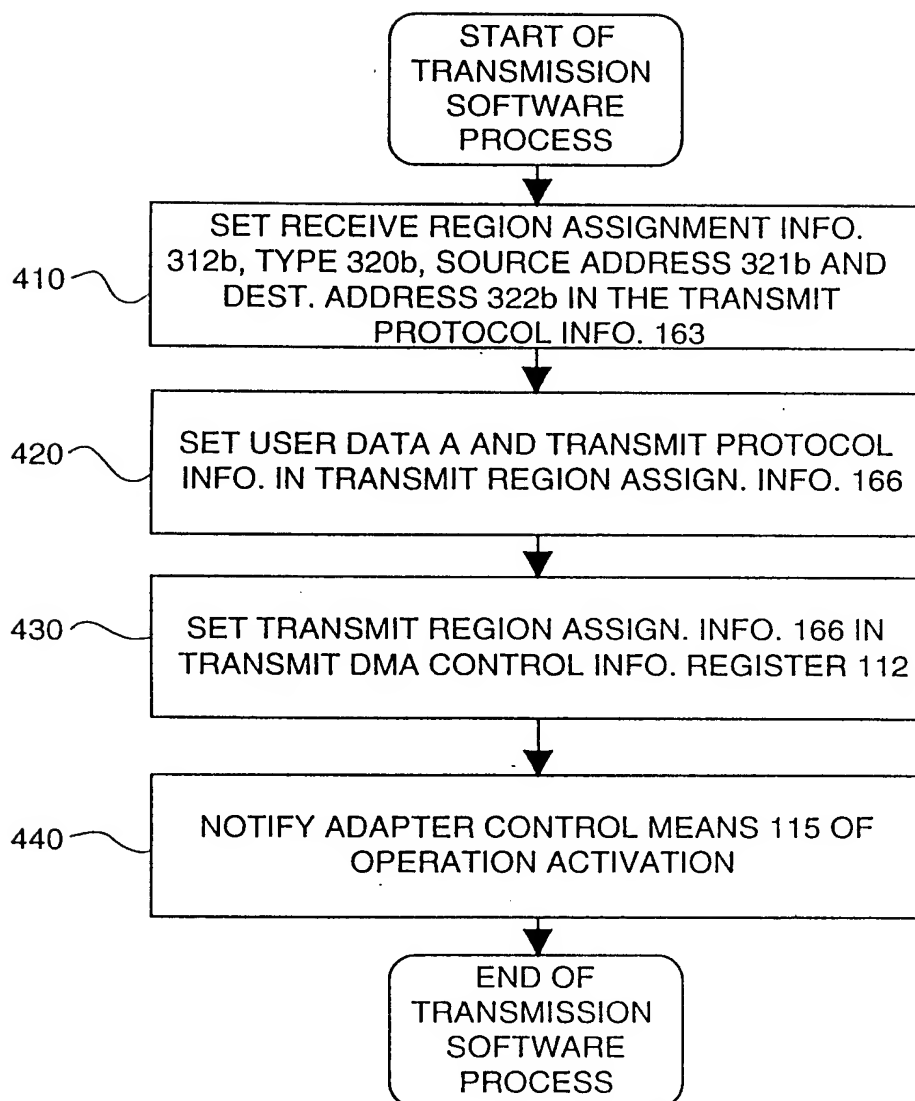 START OF
TRANSMISSION
SOFTWARE
PROCESS
410
SET RECEIVE REGION ASSIGNMENT INFO.
312b, TYPE 320b, SOURCE ADDRESS 321b AND
DEST. ADDRESS 322b IN THE TRANSMIT
PROTOCOL INFO. 163
420
SET USER DATA A AND TRANSMIT PROTOCOL
INFO. IN TRANSMIT REGION ASSIGN. INFO. 166
430
SET TRANSMIT REGION ASSIGN. INFO. 166 IN
TRANSMIT DMA CONTROL INFO. REGISTER 112
440
NOTIFY ADAPTER CONTROL MEANS 115 OF
OPERATION ACTIVATION
END OF
TRANSMISSION
SOFTWARE
PROCESS